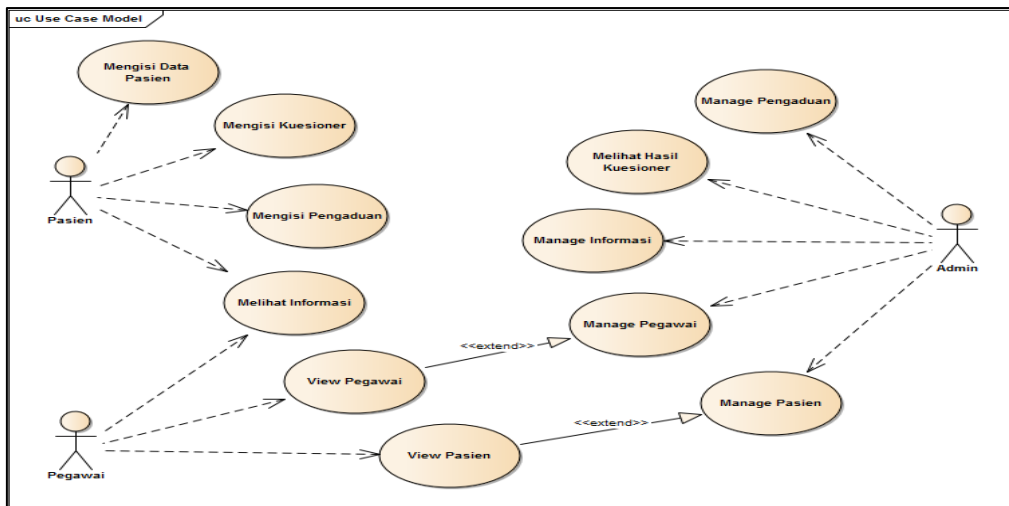 uc Use Case Model
Mengisi Data
Pasien
Mengisi Kuesioner
Mengisi Pengaduan
Melihat Informasi
Pasien
View Pegawai
View Pasien
Pegawai
<<extend>>
<<extend>>
Manage Pengaduan
Melihat Hasil
Kuesioner
Manage Informasi
Manage Pegawai
Manage Pasien
Admin